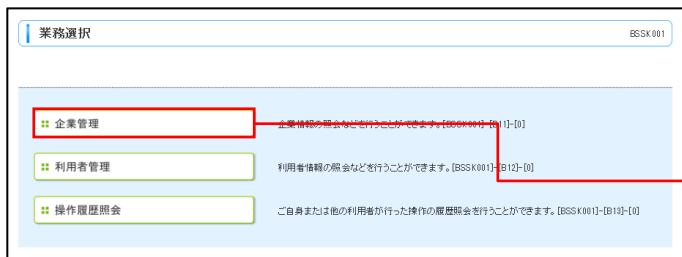 業務選択
BSSK001
企業管理
企業情報の照会などを行うことができます。[BSSK001]-[B11]-[0]
利用者管理
利用者情報の照会などを行うことができます。[BSSK001]-[B12]-[0]
操作履歴照会
ご自身または他の利用者が行った操作の履歴照会を行うことができます。[BSSK001]-[B13]-[0]